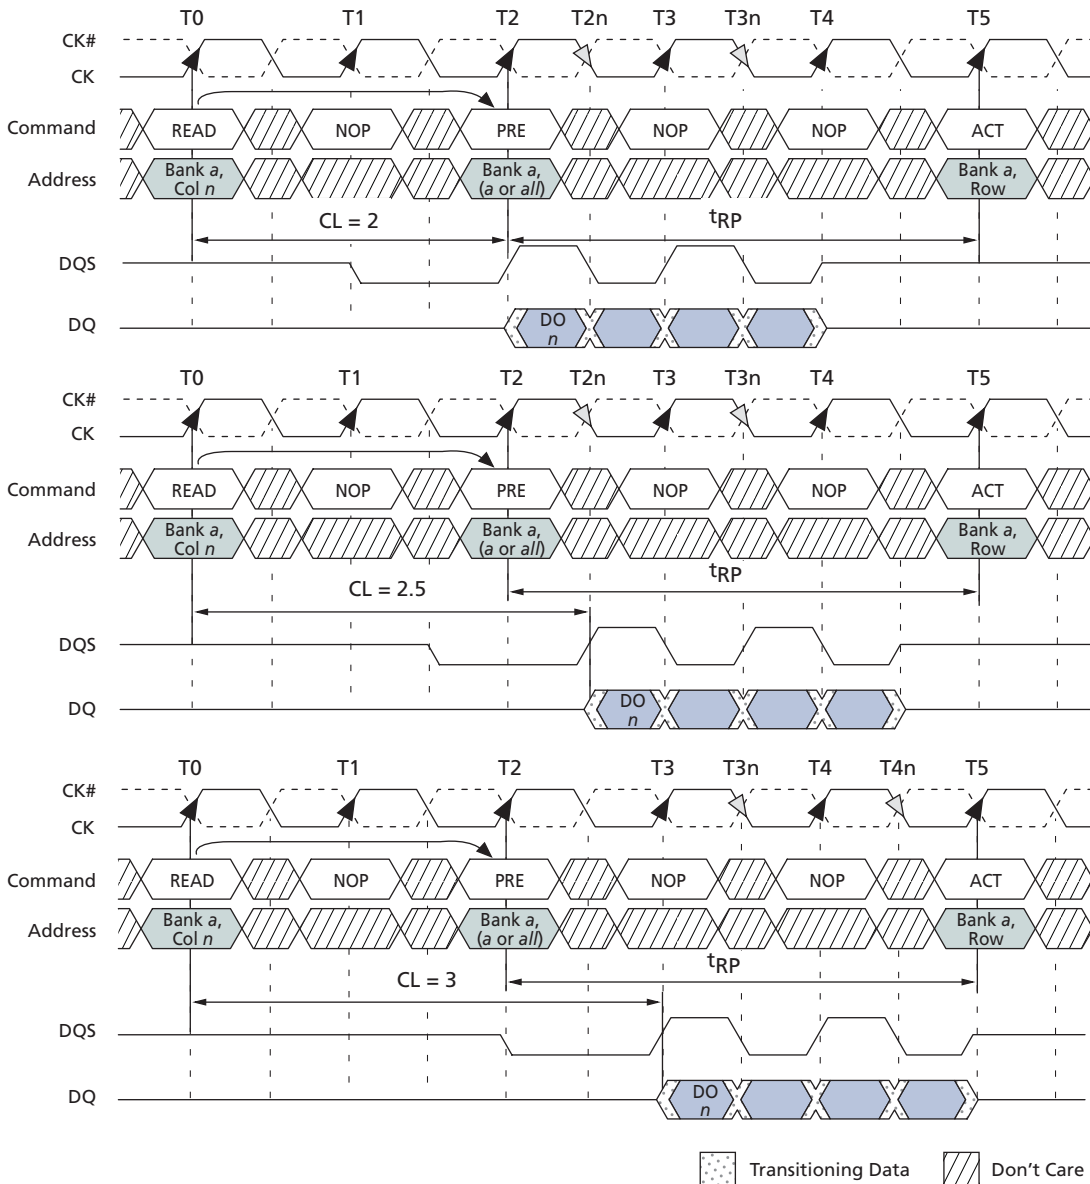 T0 T1 T2 T2n T3 T3n T4 T5
CK#
CK
Command READ NOP PRE NOP NOP ACT
Address Bank a, Col n Bank a, (a or all) Bank a, Row
CL = 2 tRP
DQS
DQ DO n
T0 T1 T2 T2n T3 T3n T4 T5
CK#
CK
Command READ NOP PRE NOP NOP ACT
Address Bank a, Col n Bank a, (a or all) Bank a, Row
CL = 2.5 tRP
DQS
DQ DO n
T0 T1 T2 T3 T3n T4 T4n T5
CK#
CK
Command READ NOP PRE NOP NOP ACT
Address Bank a, Col n Bank a, (a or all) Bank a, Row
CL = 3 tRP
DQS
DQ DO n
Transitioning Data Don't Care